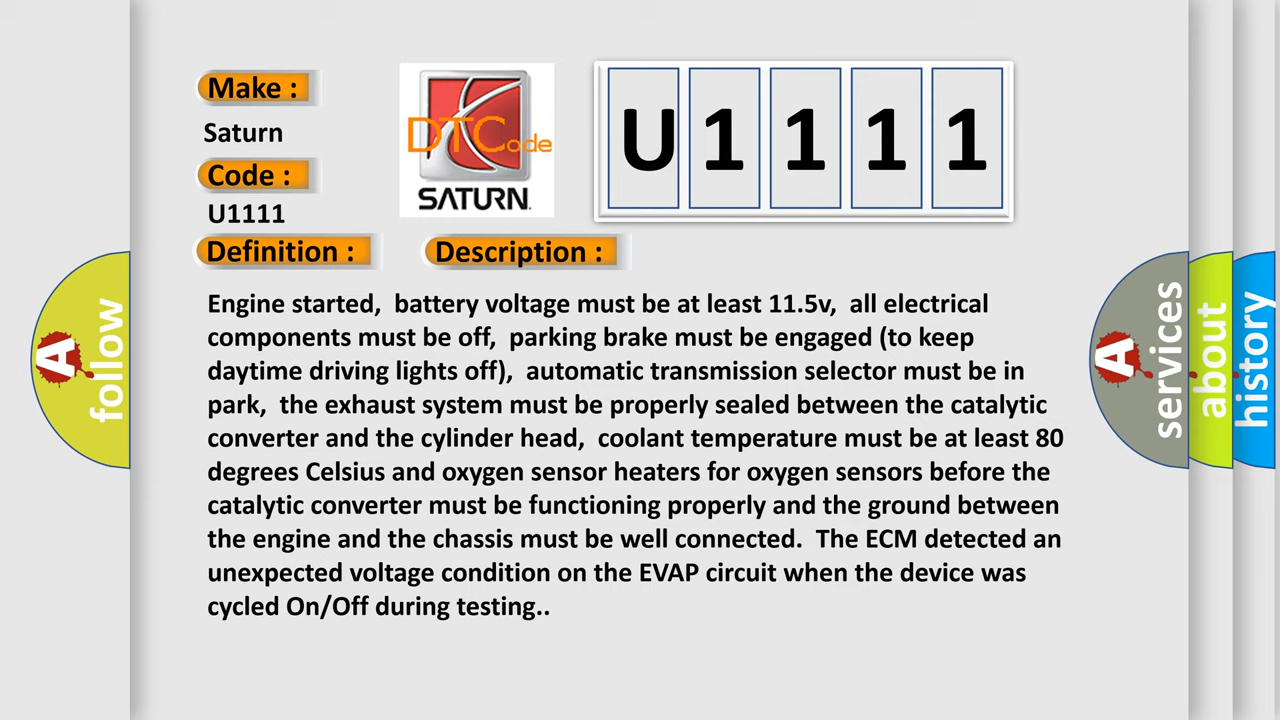 Make :
Saturn
Code :
U1111
Definition :
Description :
DTCode
SATURN
U 1 1 1 1
Engine started,  battery voltage must be at least 11.5v,  all electrical
components must be off,  parking brake must be engaged (to keep
daytime driving lights off),  automatic transmission selector must be in
park,  the exhaust system must be properly sealed between the catalytic
converter and the cylinder head,  coolant temperature must be at least 80
degrees Celsius and oxygen sensor heaters for oxygen sensors before the
catalytic converter must be functioning properly and the ground between
the engine and the chassis must be well connected.  The ECM detected an
unexpected voltage condition on the EVAP circuit when the device was
cycled On/Off during testing..
A
follow
A
services
about
history